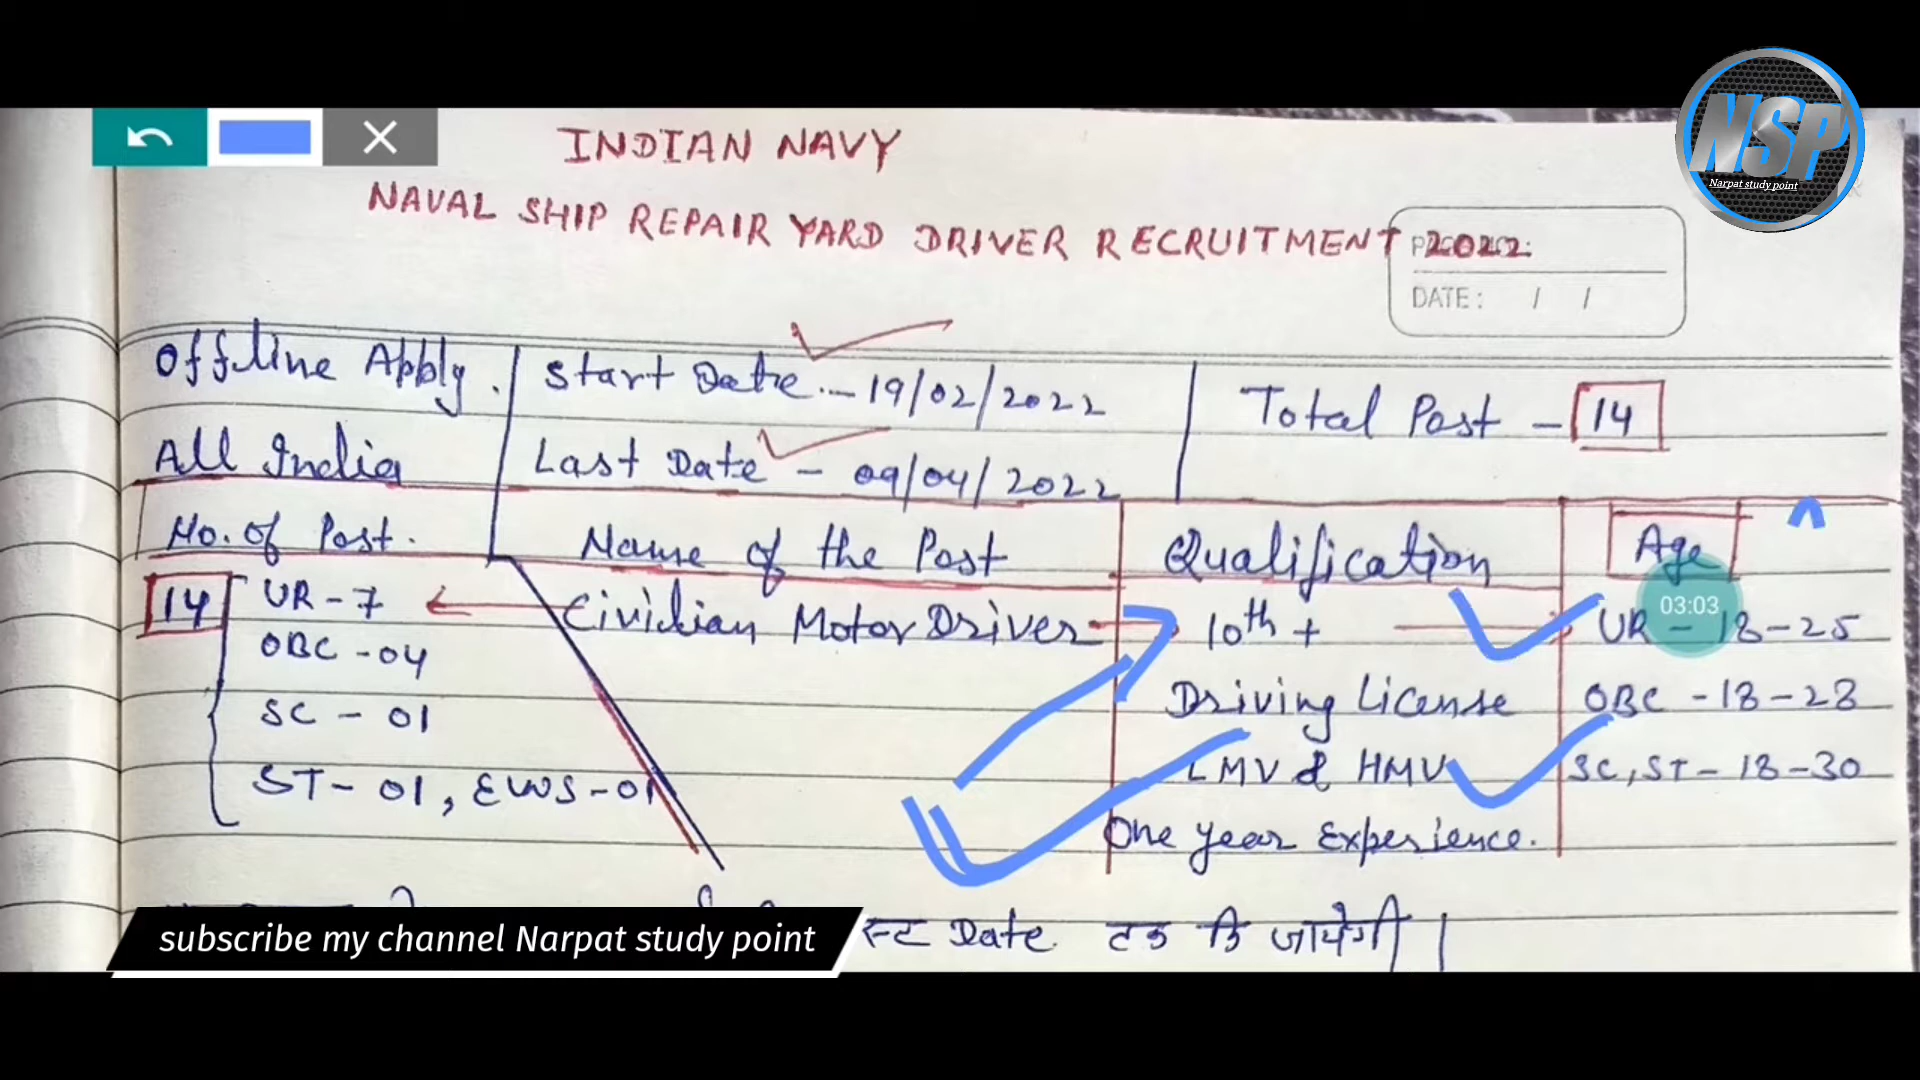 NSP
Narpat study point
INDIAN NAVY
NAVAL SHIP REPAIR YARD DRIVER RECRUITMENT 2022
DATE: / /
Offline Apply.
Start Date - 19/02/2022
Total Post - 14
All India
Last Date - 09/04/2022
No. of Post.
Name of the Post
Qualification
Age
03:03
14
UR - 7
Civilian Motor Driver
10th +
UR - 18-25
OBC - 04
Driving License
OBC - 18-28
SC - 01
LMV & HMV
SC, ST - 18-30
ST - 01, EWS - 01
One year Experience.
Date
जायेगी |
subscribe my channel Narpat study point